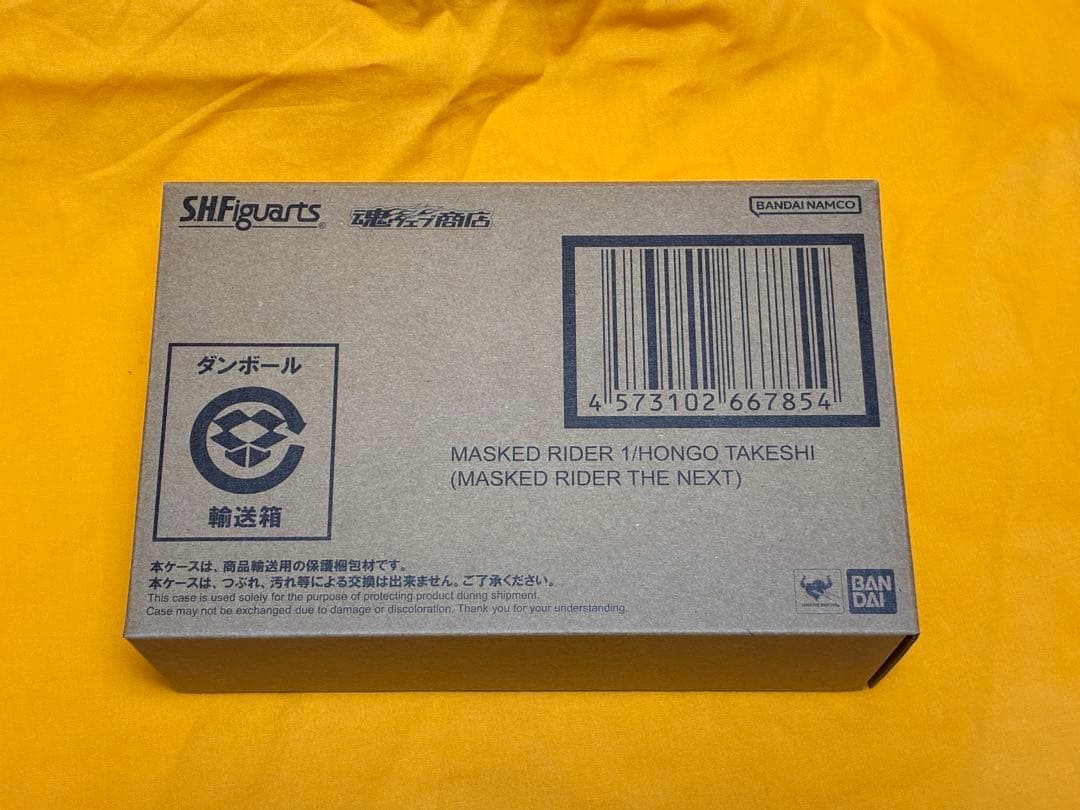 S.H.Figuarts
魂ウェブ商店
BANDAI NAMCO
4 573102 667854
MASKED RIDER 1/HONGO TAKESHI
(MASKED RIDER THE NEXT)
ダンボール
輸送箱
本ケースは、商品輸送用の保護梱包材です。
本ケースは、つぶれ、汚れ等による交換は出来ません。ご了承ください。
This case is used solely for the purpose of protecting product during shipment.
Case may not be exchanged due to damage or discoloration. Thank you for your understanding.
BAN
DAI